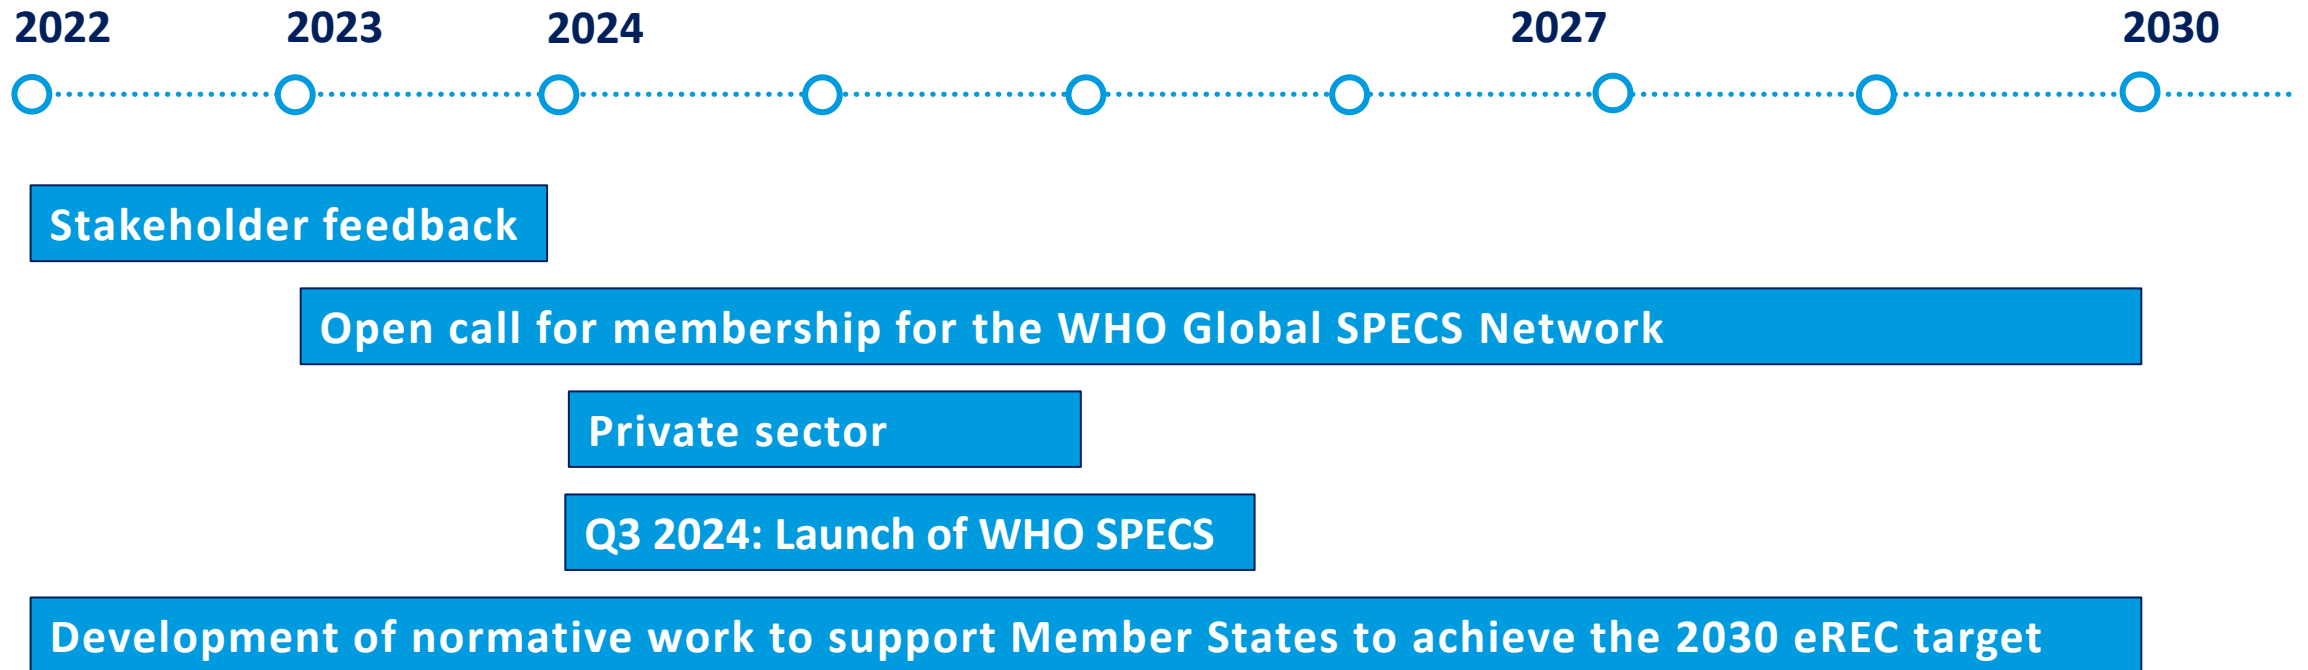 2022 2023 2024 2027 2030
Stakeholder feedback
Open call for membership for the WHO Global SPECS Network
Private sector
Q3 2024: Launch of WHO SPECS
Development of normative work to support Member States to achieve the 2030 eREC target